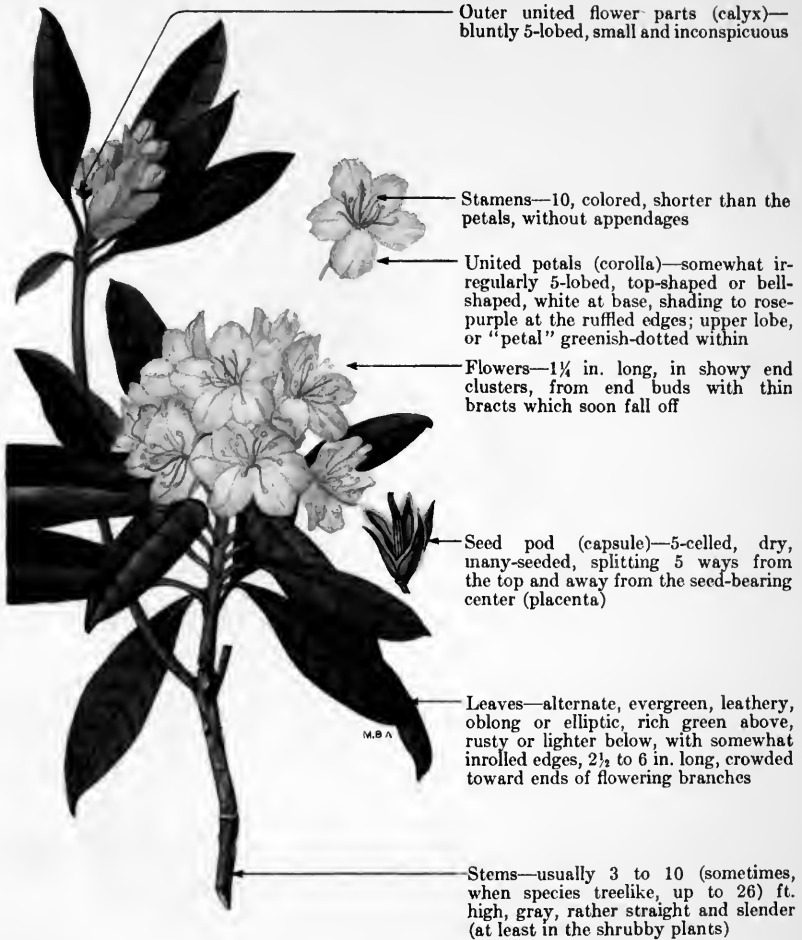 Outer united flower parts (calyx)—
bluntly 5-lobed, small and inconspicuous
Stamens—10, colored, shorter than the
petals, without appendages
United petals (corolla)—somewhat ir-
regularly 5-lobed, top-shaped or bell-
shaped, white at base, shading to rose-
purple at the ruffled edges; upper lobe,
or "petal" greenish-dotted within
Flowers—1¼ in. long, in showy end
clusters, from end buds with thin
bracts which soon fall off
Seed pod (capsule)—5-celled, dry,
many-seeded, splitting 5 ways from
the top and away from the seed-bearing
center (placenta)
Leaves—alternate, evergreen, leathery,
oblong or elliptic, rich green above,
rusty or lighter below, with somewhat
inrolled edges, 2½ to 6 in. long, crowded
toward ends of flowering branches
M.B A
Stems—usually 3 to 10 (sometimes,
when species treelike, up to 26) ft.
high, gray, rather straight and slender
(at least in the shrubby plants)